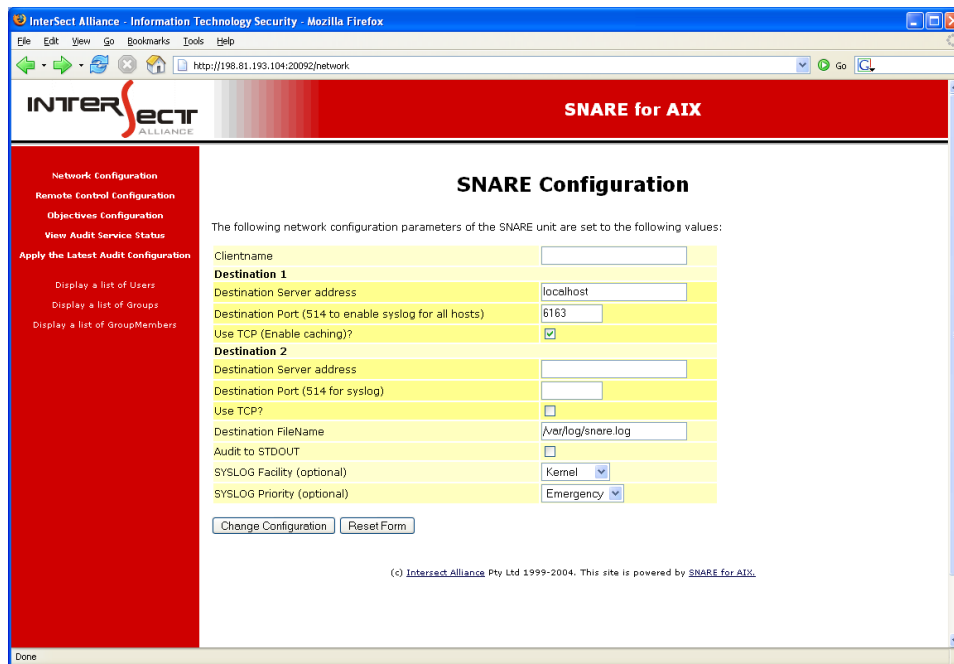 InterSect Alliance - Information Technology Security - Mozilla Firefox
File Edit View Go Bookmarks Tools Help
http://198.81.193.104:20092/network
Go
G
INTERSECT
ALLIANCE
SNARE for AIX
Network Configuration
Remote Control Configuration
Objectives Configuration
View Audit Service Status
Apply the Latest Audit Configuration
Display a list of Users
Display a list of Groups
Display a list of GroupMembers
SNARE Configuration
The following network configuration parameters of the SNARE unit are set to the following values:
Clientname
Destination 1
Destination Server address localhost
Destination Port (514 to enable syslog for all hosts) 6163
Use TCP (Enable caching)?
Destination 2
Destination Server address
Destination Port (514 for syslog)
Use TCP?
Destination FileName /var/log/snare.log
Audit to STDOUT
SYSLOG Facility (optional) Kernel
SYSLOG Priority (optional) Emergency
Change Configuration Reset Form
(c) Intersect Alliance Pty Ltd 1999-2004. This site is powered by SNARE for AIX.
Done